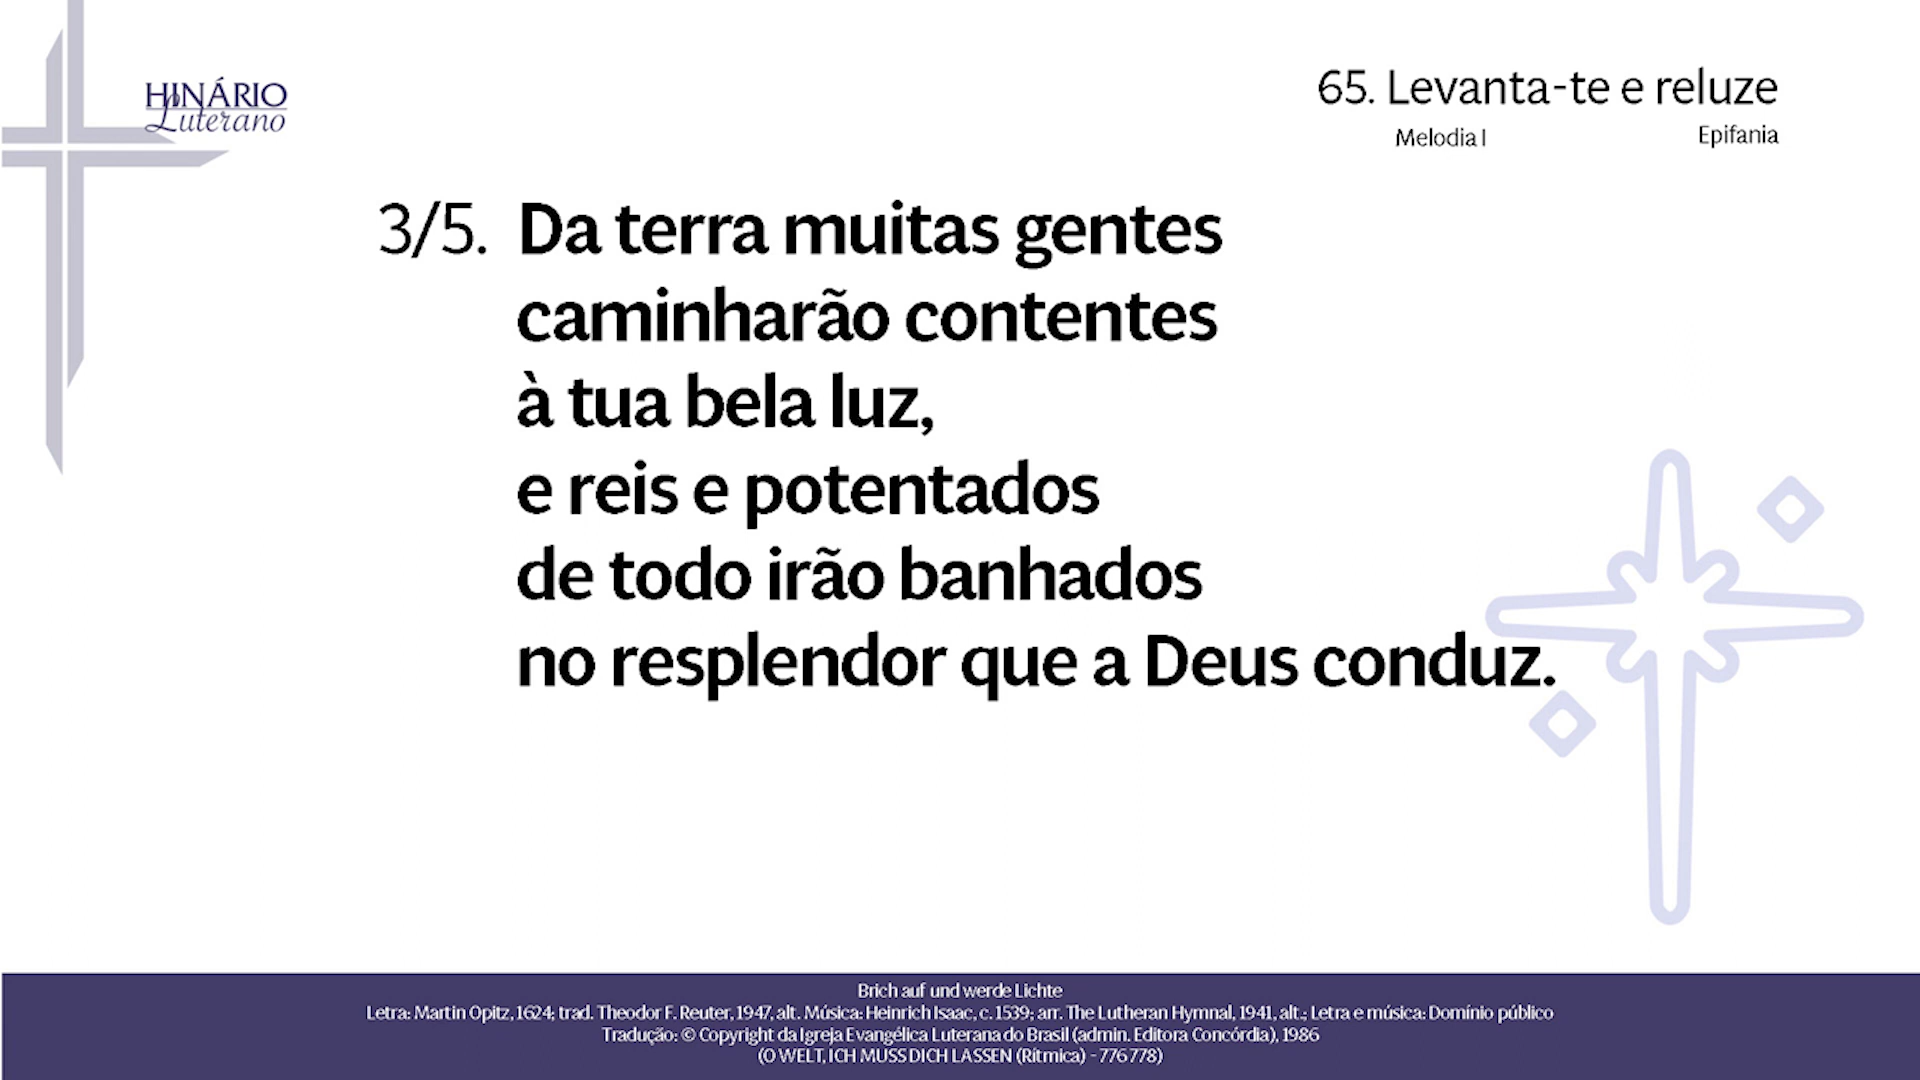 HINÁRIO
Luterano
65. Levanta-te e reluze
Melodia I
Epifania
3/5. Da terra muitas gentes
caminharão contentes
à tua bela luz,
e reis e potentados
de todo irão banhados
no resplendor que a Deus conduz.
Brich auf und werde Lichte
Letra: Martin Opitz, 1624; trad. Theodor F. Reuter, 1947, alt. Música: Heinrich Isaac, c. 1539; arr. The Lutheran Hymnal, 1941, alt.; Letra e música: Domínio público
Tradução: © Copyright da Igreja Evangélica Luterana do Brasil (admin. Editora Concórdia), 1986
(O WELT, ICH MUSS DICH LASSEN (Rítmica) - 776 778)